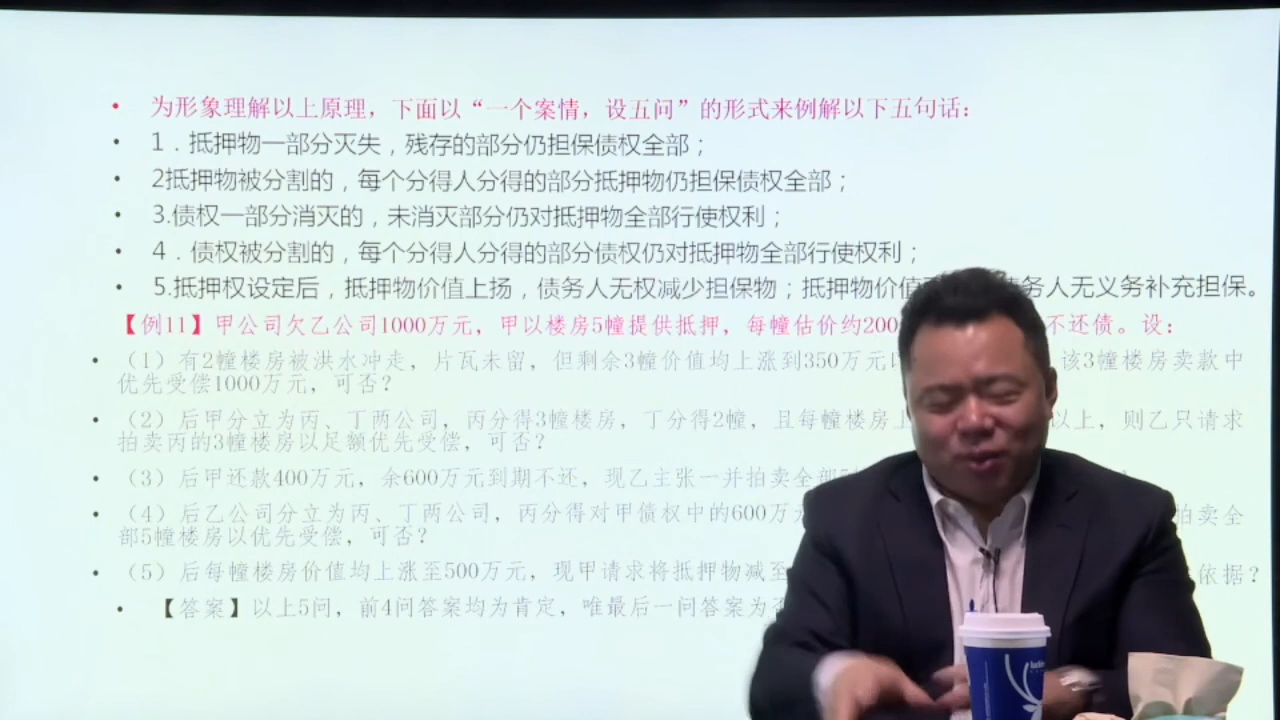 • 为形象理解以上原理，下面以“一个案情，设五问”的形式来例解以下五句话：
• 1．抵押物一部分灭失，残存的部分仍担保债权全部；
• 2抵押物被分割的，每个分得人分得的部分抵押物仍担保债权全部；
• 3.债权一部分消灭的，未消灭部分仍对抵押物全部行使权利；
• 4．债权被分割的，每个分得人分得的部分债权仍对抵押物全部行使权利；
• 5.抵押权设定后，抵押物价值上扬，债务人无权减少担保物；抵押物价值 务人无义务补充担保。
【例11】甲公司欠乙公司1000万元，甲以楼房5幢提供抵押，每幢估价约200 不还债。设：
• （1）有2幢楼房被洪水冲走，片瓦未留，但剩余3幢价值均上涨到350万元 该3幢楼房卖款中
优先受偿1000万元，可否？
• （2）后甲分立为丙、丁两公司，丙分得3幢楼房，丁分得2幢，且每幢楼房 以上，则乙只请求
拍卖丙的3幢楼房以足额优先受偿，可否？
• （3）后甲还款400万元，余600万元到期不还，现乙主张一并拍卖全部
• （4）后乙公司分立为丙、丁两公司，丙分得对甲债权中的600万 拍卖全
部5幢楼房以优先受偿，可否？
• （5）后每幢楼房价值均上涨至500万元，现甲请求将抵押物减至 依据？
• 【答案】以上5问，前4问答案均为肯定，唯最后一问答案为